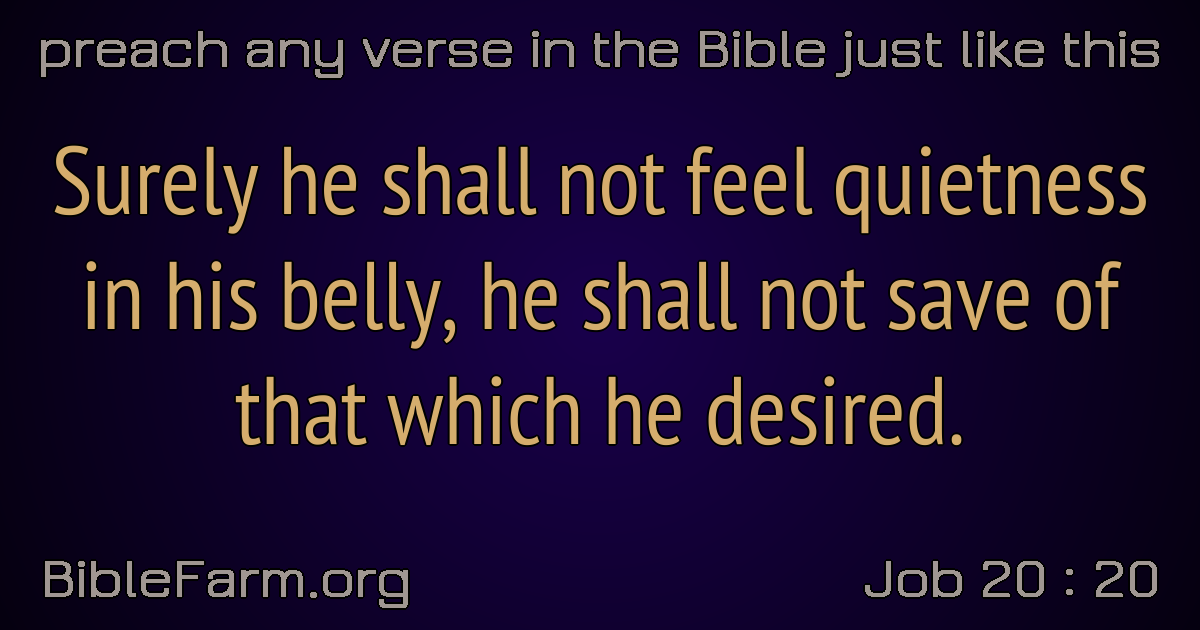 preach any verse in the Bible just like this
Surely he shall not feel quietness
in his belly, he shall not save of
that which he desired.
BibleFarm.org
Job 20 : 20